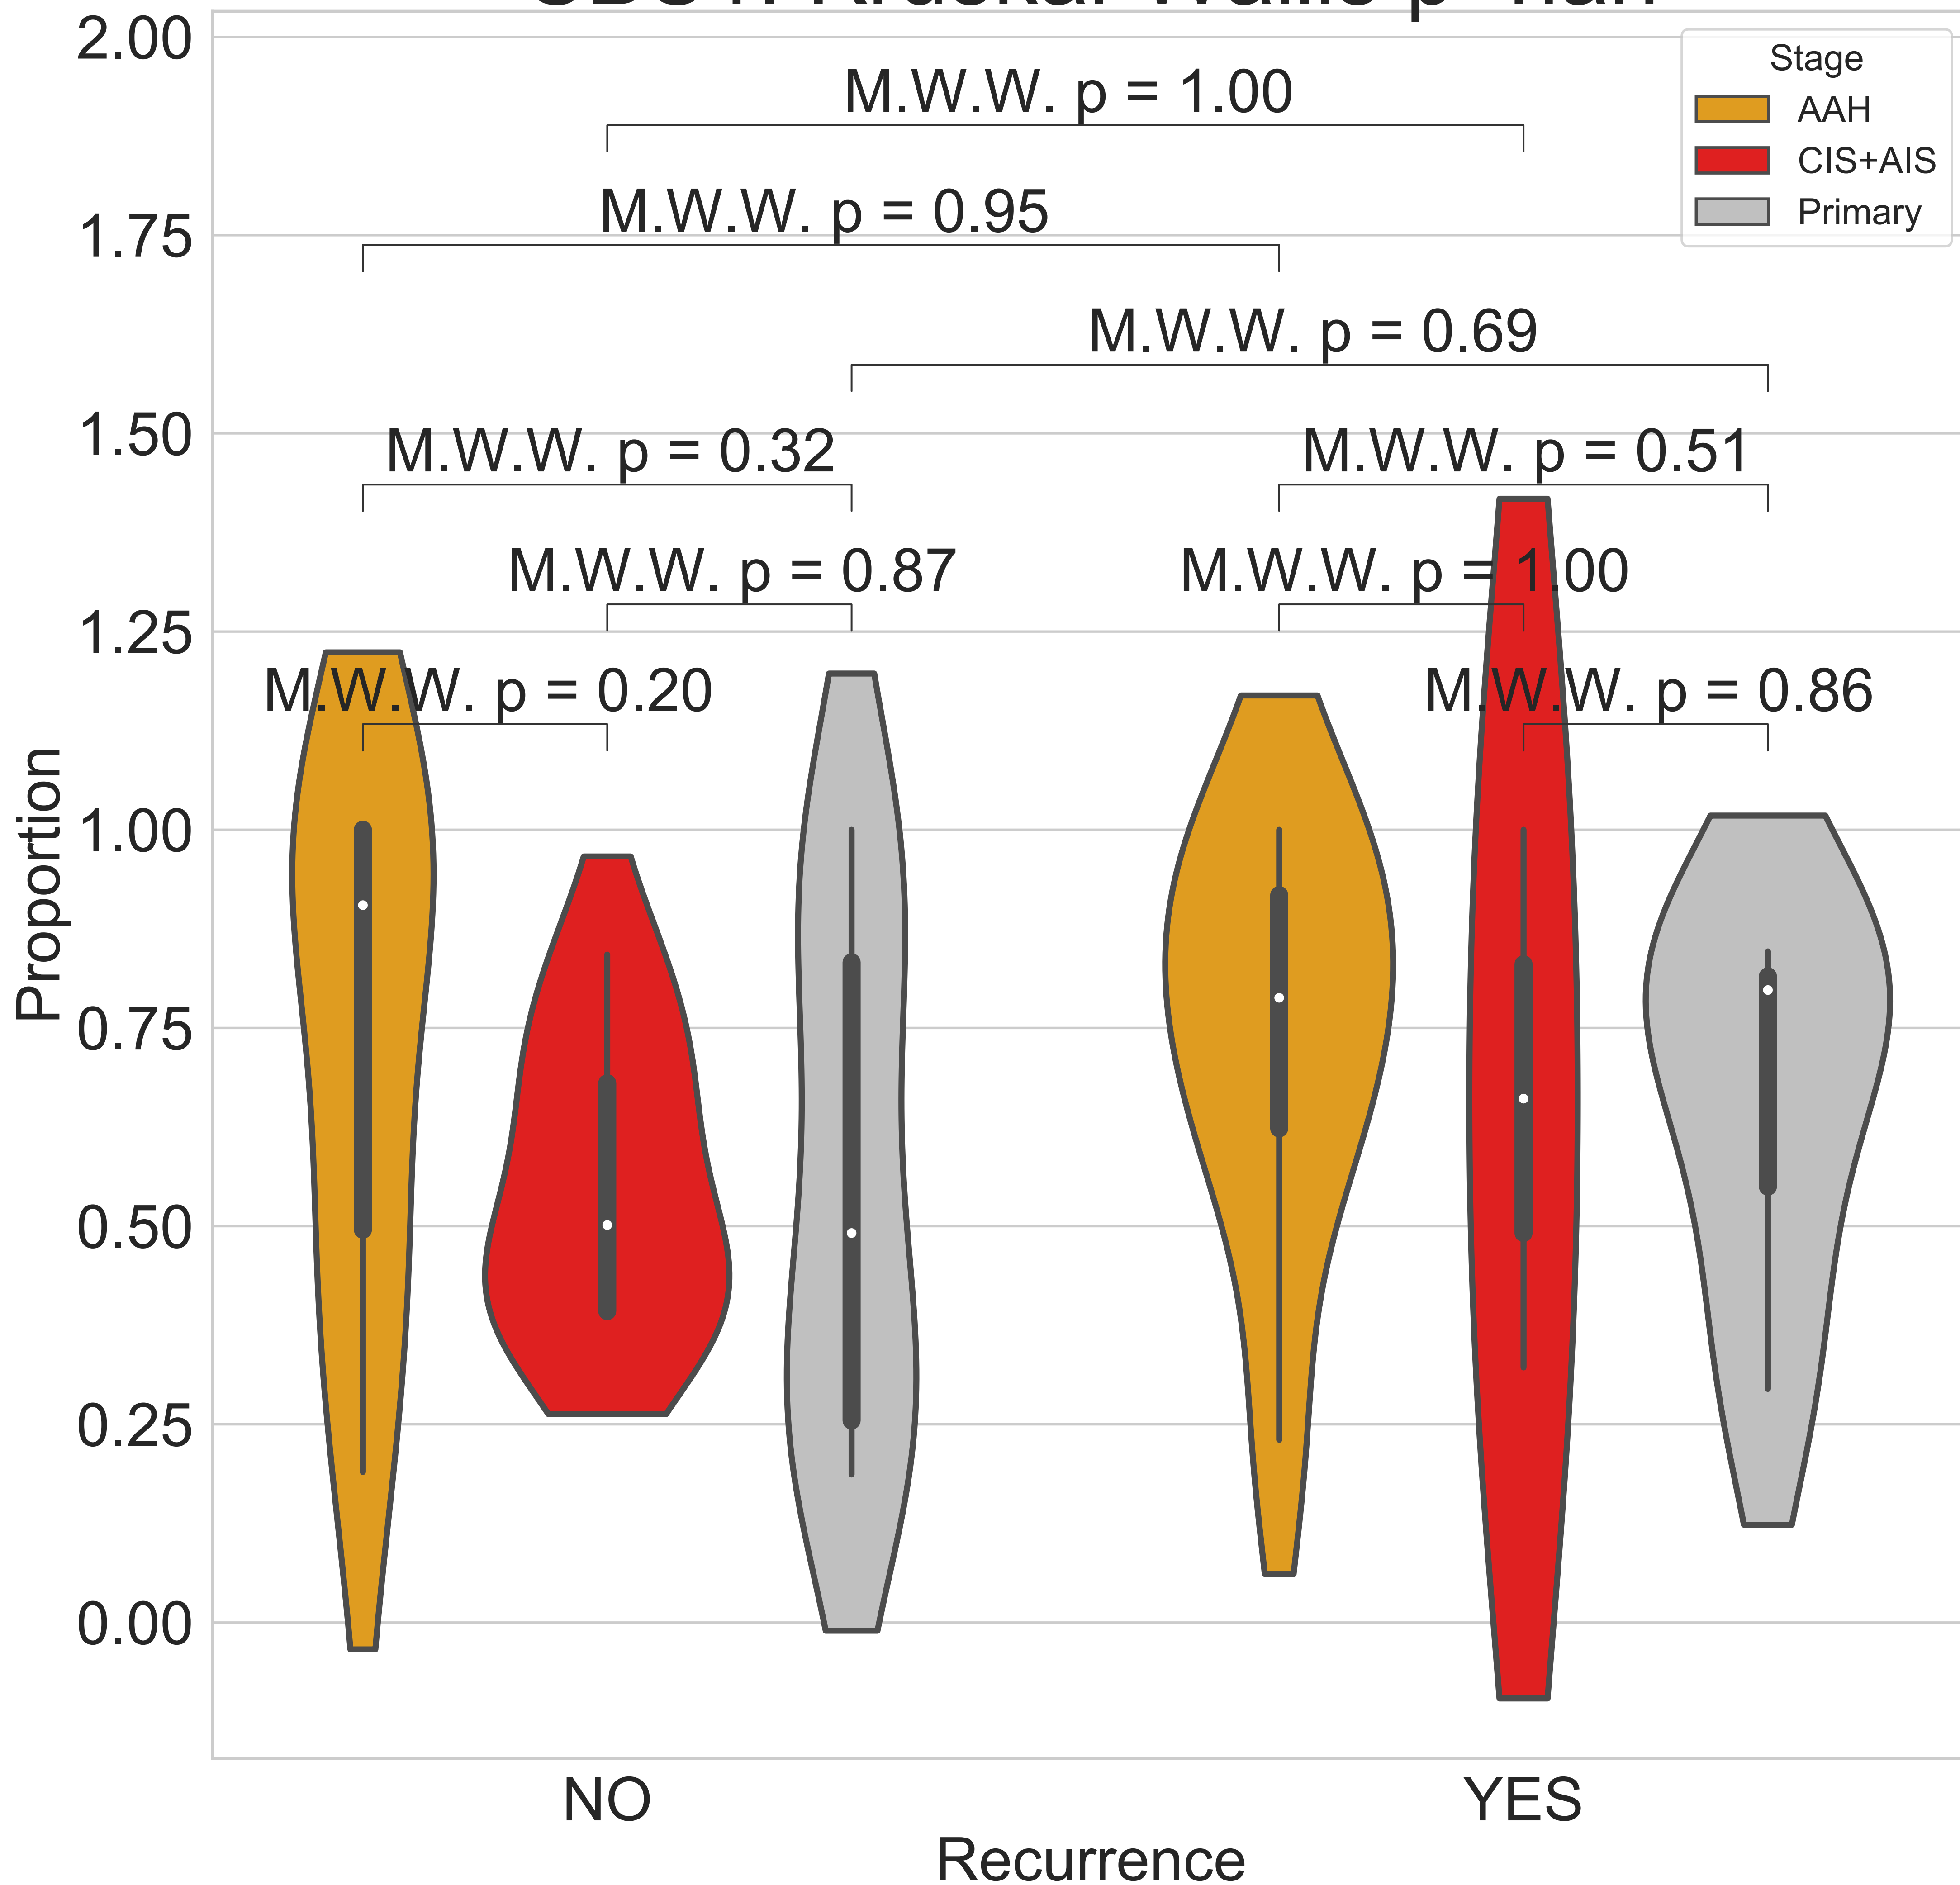 2.00
1.75
1.50
1.25
1.00
0.75
0.50
0.25
0.00
Proportion
M.W.W. p = 1.00
M.W.W. p = 0.95
M.W.W. p = 0.69
M.W.W. p = 0.32
M.W.W. p = 0.51
M.W.W. p = 0.87
M.W.W. p = 1.00
M.W.W. p = 0.20
M.W.W. p = 0.86
Stage
AAH
CIS+AIS
Primary
NO
YES
Recurrence